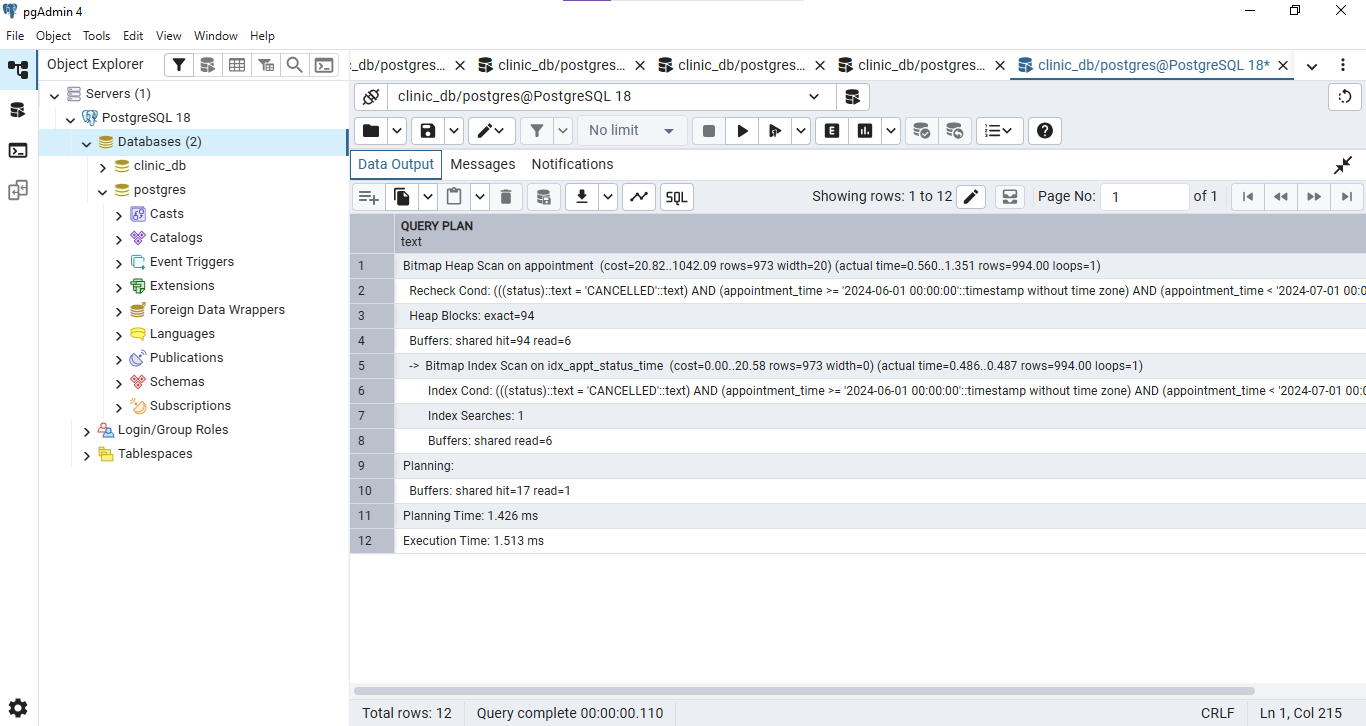 pgAdmin 4
File Object Tools Edit View Window Help
Object Explorer
Servers (1)
PostgreSQL 18
Databases (2)
clinic_db
postgres
Casts
Catalogs
Event Triggers
Extensions
Foreign Data Wrappers
Languages
Publications
Schemas
Subscriptions
Login/Group Roles
Tablespaces
_db/postgres... clinic_db/postgres... clinic_db/postgres... clinic_db/postgres... clinic_db/postgres@PostgreSQL 18*
clinic_db/postgres@PostgreSQL 18
No limit E
Data Output Messages Notifications
SQL Showing rows: 1 to 12 Page No: 1 of 1
QUERY PLAN
text
1 Bitmap Heap Scan on appointment (cost=20.82..1042.09 rows=973 width=20) (actual time=0.560..1.351 rows=994.00 loops=1)
2 Recheck Cond: (((status)::text = 'CANCELLED'::text) AND (appointment_time >= '2024-06-01 00:00:00'::timestamp without time zone) AND (appointment_time < '2024-07-01 00:0
3 Heap Blocks: exact=94
4 Buffers: shared hit=94 read=6
5 -> Bitmap Index Scan on idx_appt_status_time (cost=0.00..20.58 rows=973 width=0) (actual time=0.486..0.487 rows=994.00 loops=1)
6 Index Cond: (((status)::text = 'CANCELLED'::text) AND (appointment_time >= '2024-06-01 00:00:00'::timestamp without time zone) AND (appointment_time < '2024-07-01 00:0
7 Index Searches: 1
8 Buffers: shared read=6
9 Planning:
10 Buffers: shared hit=17 read=1
11 Planning Time: 1.426 ms
12 Execution Time: 1.513 ms
Total rows: 12 Query complete 00:00:00.110 CRLF Ln 1, Col 215